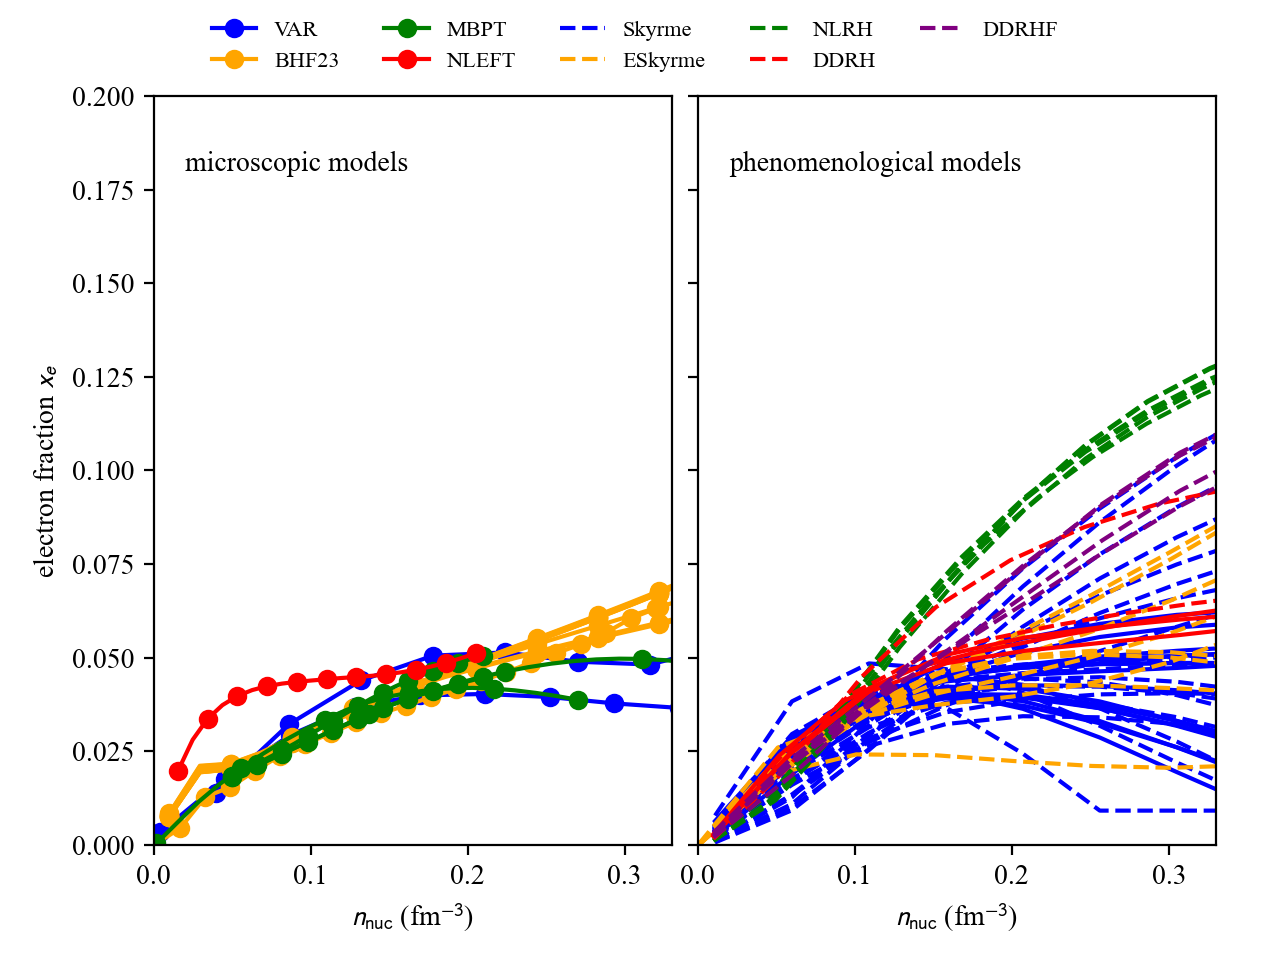 VAR MBPT Skyrme NLRH DDRHF
BHF23 NLEFT ESkyrme DDRH
microscopic models phenomenological models
0.200
0.175
0.150
0.125
0.100
0.075
0.050
0.025
0.000
electron fraction xₑ
0.0 0.1 0.2 0.3 0.0 0.1 0.2 0.3
n_nuc (fm⁻³) n_nuc (fm⁻³)